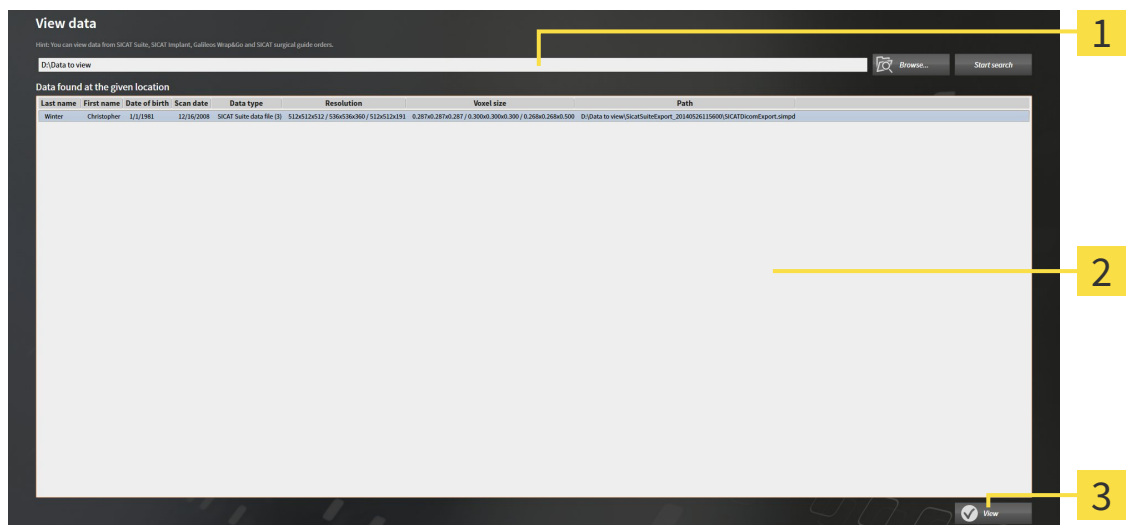 View data
Hint: You can view data from SICAT Suite, SICAT Implant, Galileos Wrap&Go and SICAT surgical guide orders.
D:\Data to view Browse... Start search
Data found at the given location
Last name First name Date of birth Scan date Data type Resolution Voxel size Path
Winter Christopher 1/1/1981 12/16/2008 SICAT Suite data file (3) 512x512x512 / 536x536x360 / 512x512x191 0.287x0.287x0.287 / 0.300x0.300x0.300 / 0.268x0.268x0.500 D:\Data to view\SicatSuiteExport_20140526115600\SICATDicomExport.simpd
View
1
2
3